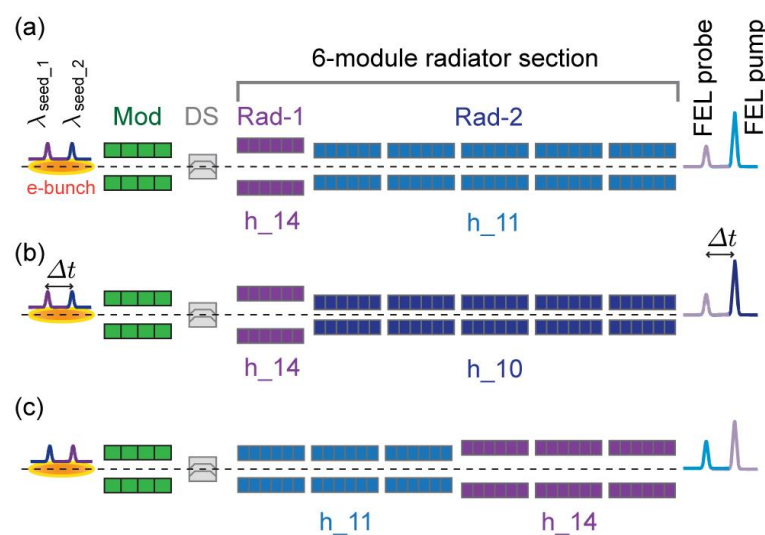 (a)
6-module radiator section
λseed_1
λseed_2
Mod
DS
Rad-1
Rad-2
FEL probe
FEL pump
e-bunch
h_14
h_11
(b)
Δt
Δt
h_14
h_10
(c)
h_11
h_14